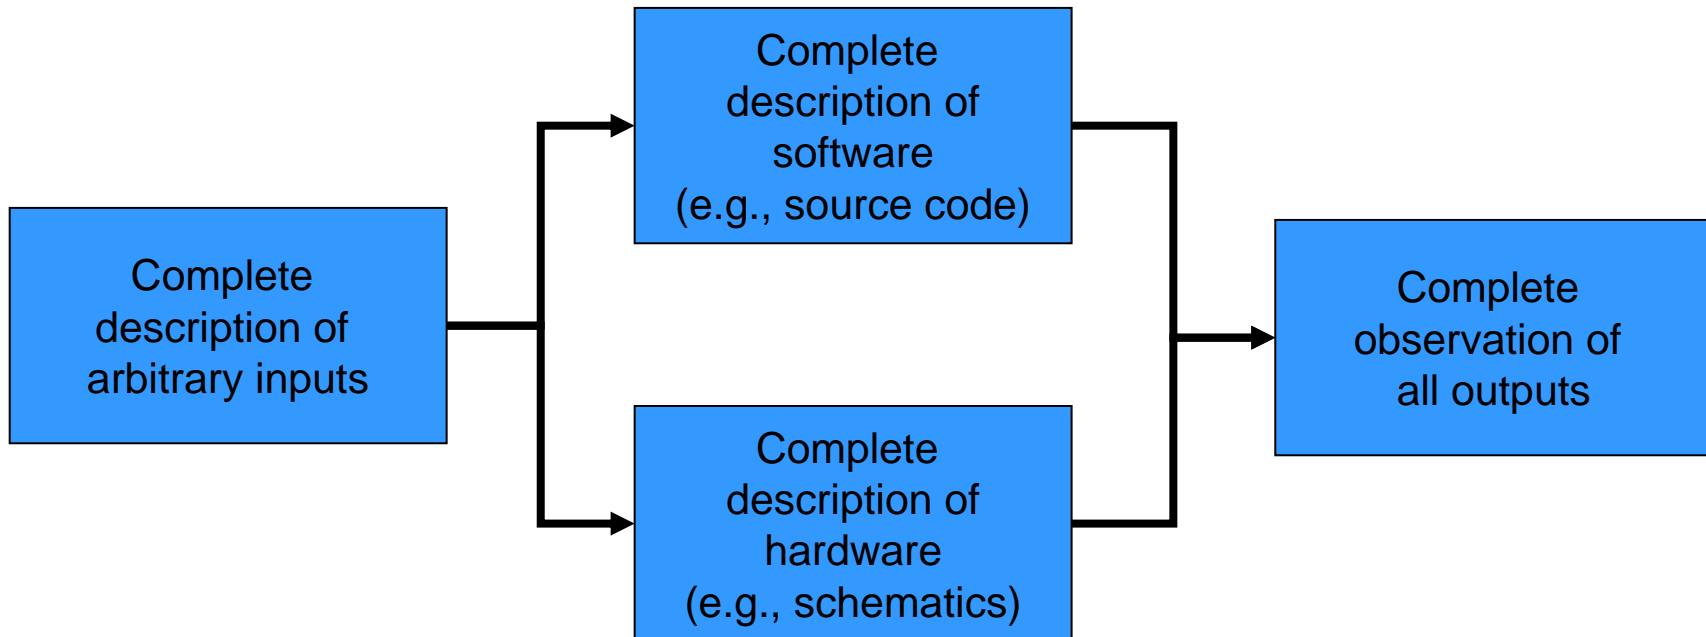 Complete
description of
arbitrary inputs
Complete
description of
software
(e.g., source code)
Complete
description of
hardware
(e.g., schematics)
Complete
observation of
all outputs